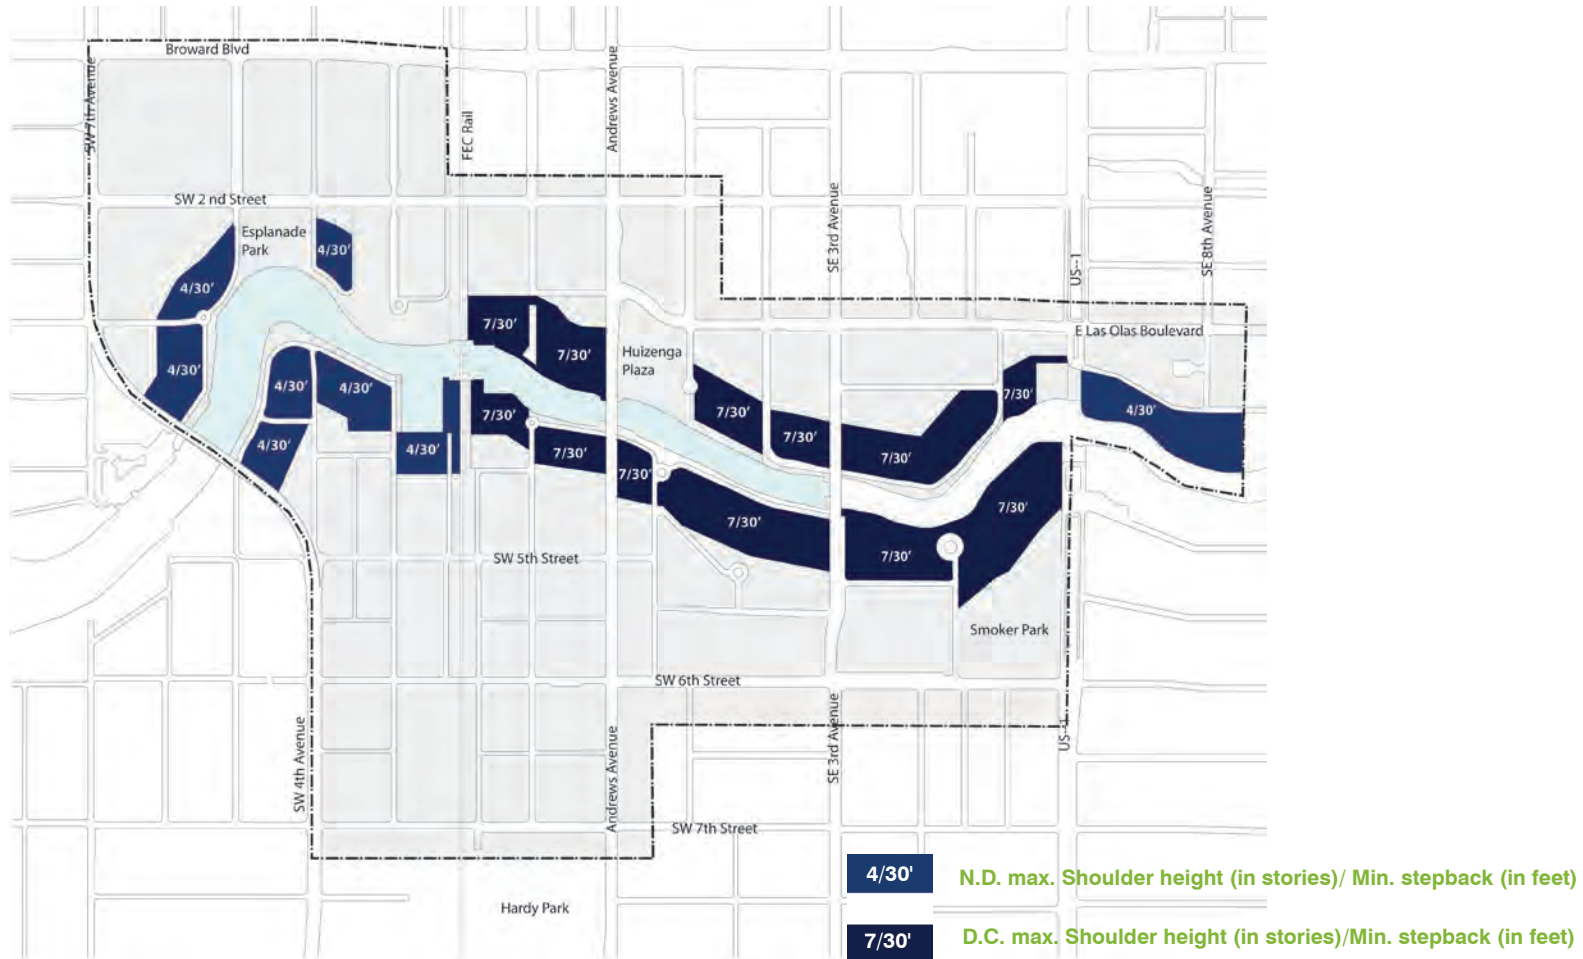 Broward Blvd
SW 7th Avenue
FEC Rail
Andrews Avenue
SW 2 nd Street
SE 3rd Avenue
SE 8th Avenue
Esplanade
Park
4/30'
4/30'
US--1
7/30'
E Las Olas Boulevard
7/30'
Huizenga
Plaza
4/30'
4/30'
4/30'
7/30'
4/30'
7/30'
7/30'
7/30'
4/30'
4/30'
7/30'
7/30'
7/30'
7/30'
7/30'
7/30'
SW 5th Street
Smoker Park
SW 6th Street
SW 4th Avenue
Andrews Avenue
SE 3rd Avenue
US--1
SW 7th Street
Hardy Park
4/30' N.D. max. Shoulder height (in stories)/ Min. stepback (in feet)
7/30' D.C. max. Shoulder height (in stories)/Min. stepback (in feet)